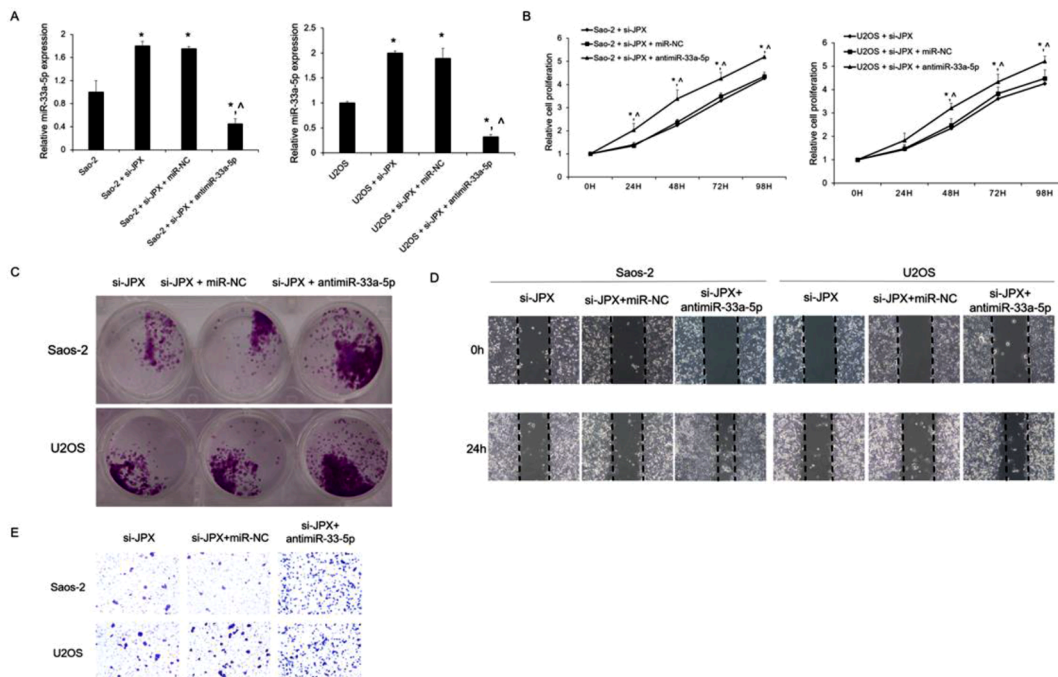 A
Relative miR-33a-5p expression
2
1.6
1.2
0.8
0.4
0
*
*
*, ^
Sao-2
Sao-2 + si-JPX
Sao-2 + si-JPX + miR-NC
Sao-2 + si-JPX + antimiR-33a-5p
Relative miR-33a-5p expression
2.5
2
1.5
1
0.5
0
*
*
*, ^
U2OS
U2OS + si-JPX
U2OS + si-JPX + miR-NC
U2OS + si-JPX + antimiR-33a-5p
B
Relative cell proliferation
6
5
4
3
2
1
0
Sao-2 + si-JPX
Sao-2 + si-JPX + miR-NC
Sao-2 + si-JPX + antimiR-33a-5p
*,^
*,^
*,^
*,^
0H 24H 48H 72H 98H
Relative cell proliferation
6
5
4
3
2
1
0
U2OS + si-JPX
U2OS + si-JPX + miR-NC
U2OS + si-JPX + antimiR-33a-5p
*,^
*,^
*,^
0H 24H 48H 72H 98H
C
si-JPX si-JPX + miR-NC si-JPX + antimiR-33a-5p
Saos-2
U2OS
D
Saos-2 U2OS
si-JPX si-JPX+miR-NC si-JPX+
antimiR-33a-5p
si-JPX si-JPX+miR-NC si-JPX+
antimiR-33a-5p
0h
24h
E
si-JPX si-JPX+miR-NC si-JPX+
antimiR-33-5p
Saos-2
U2OS